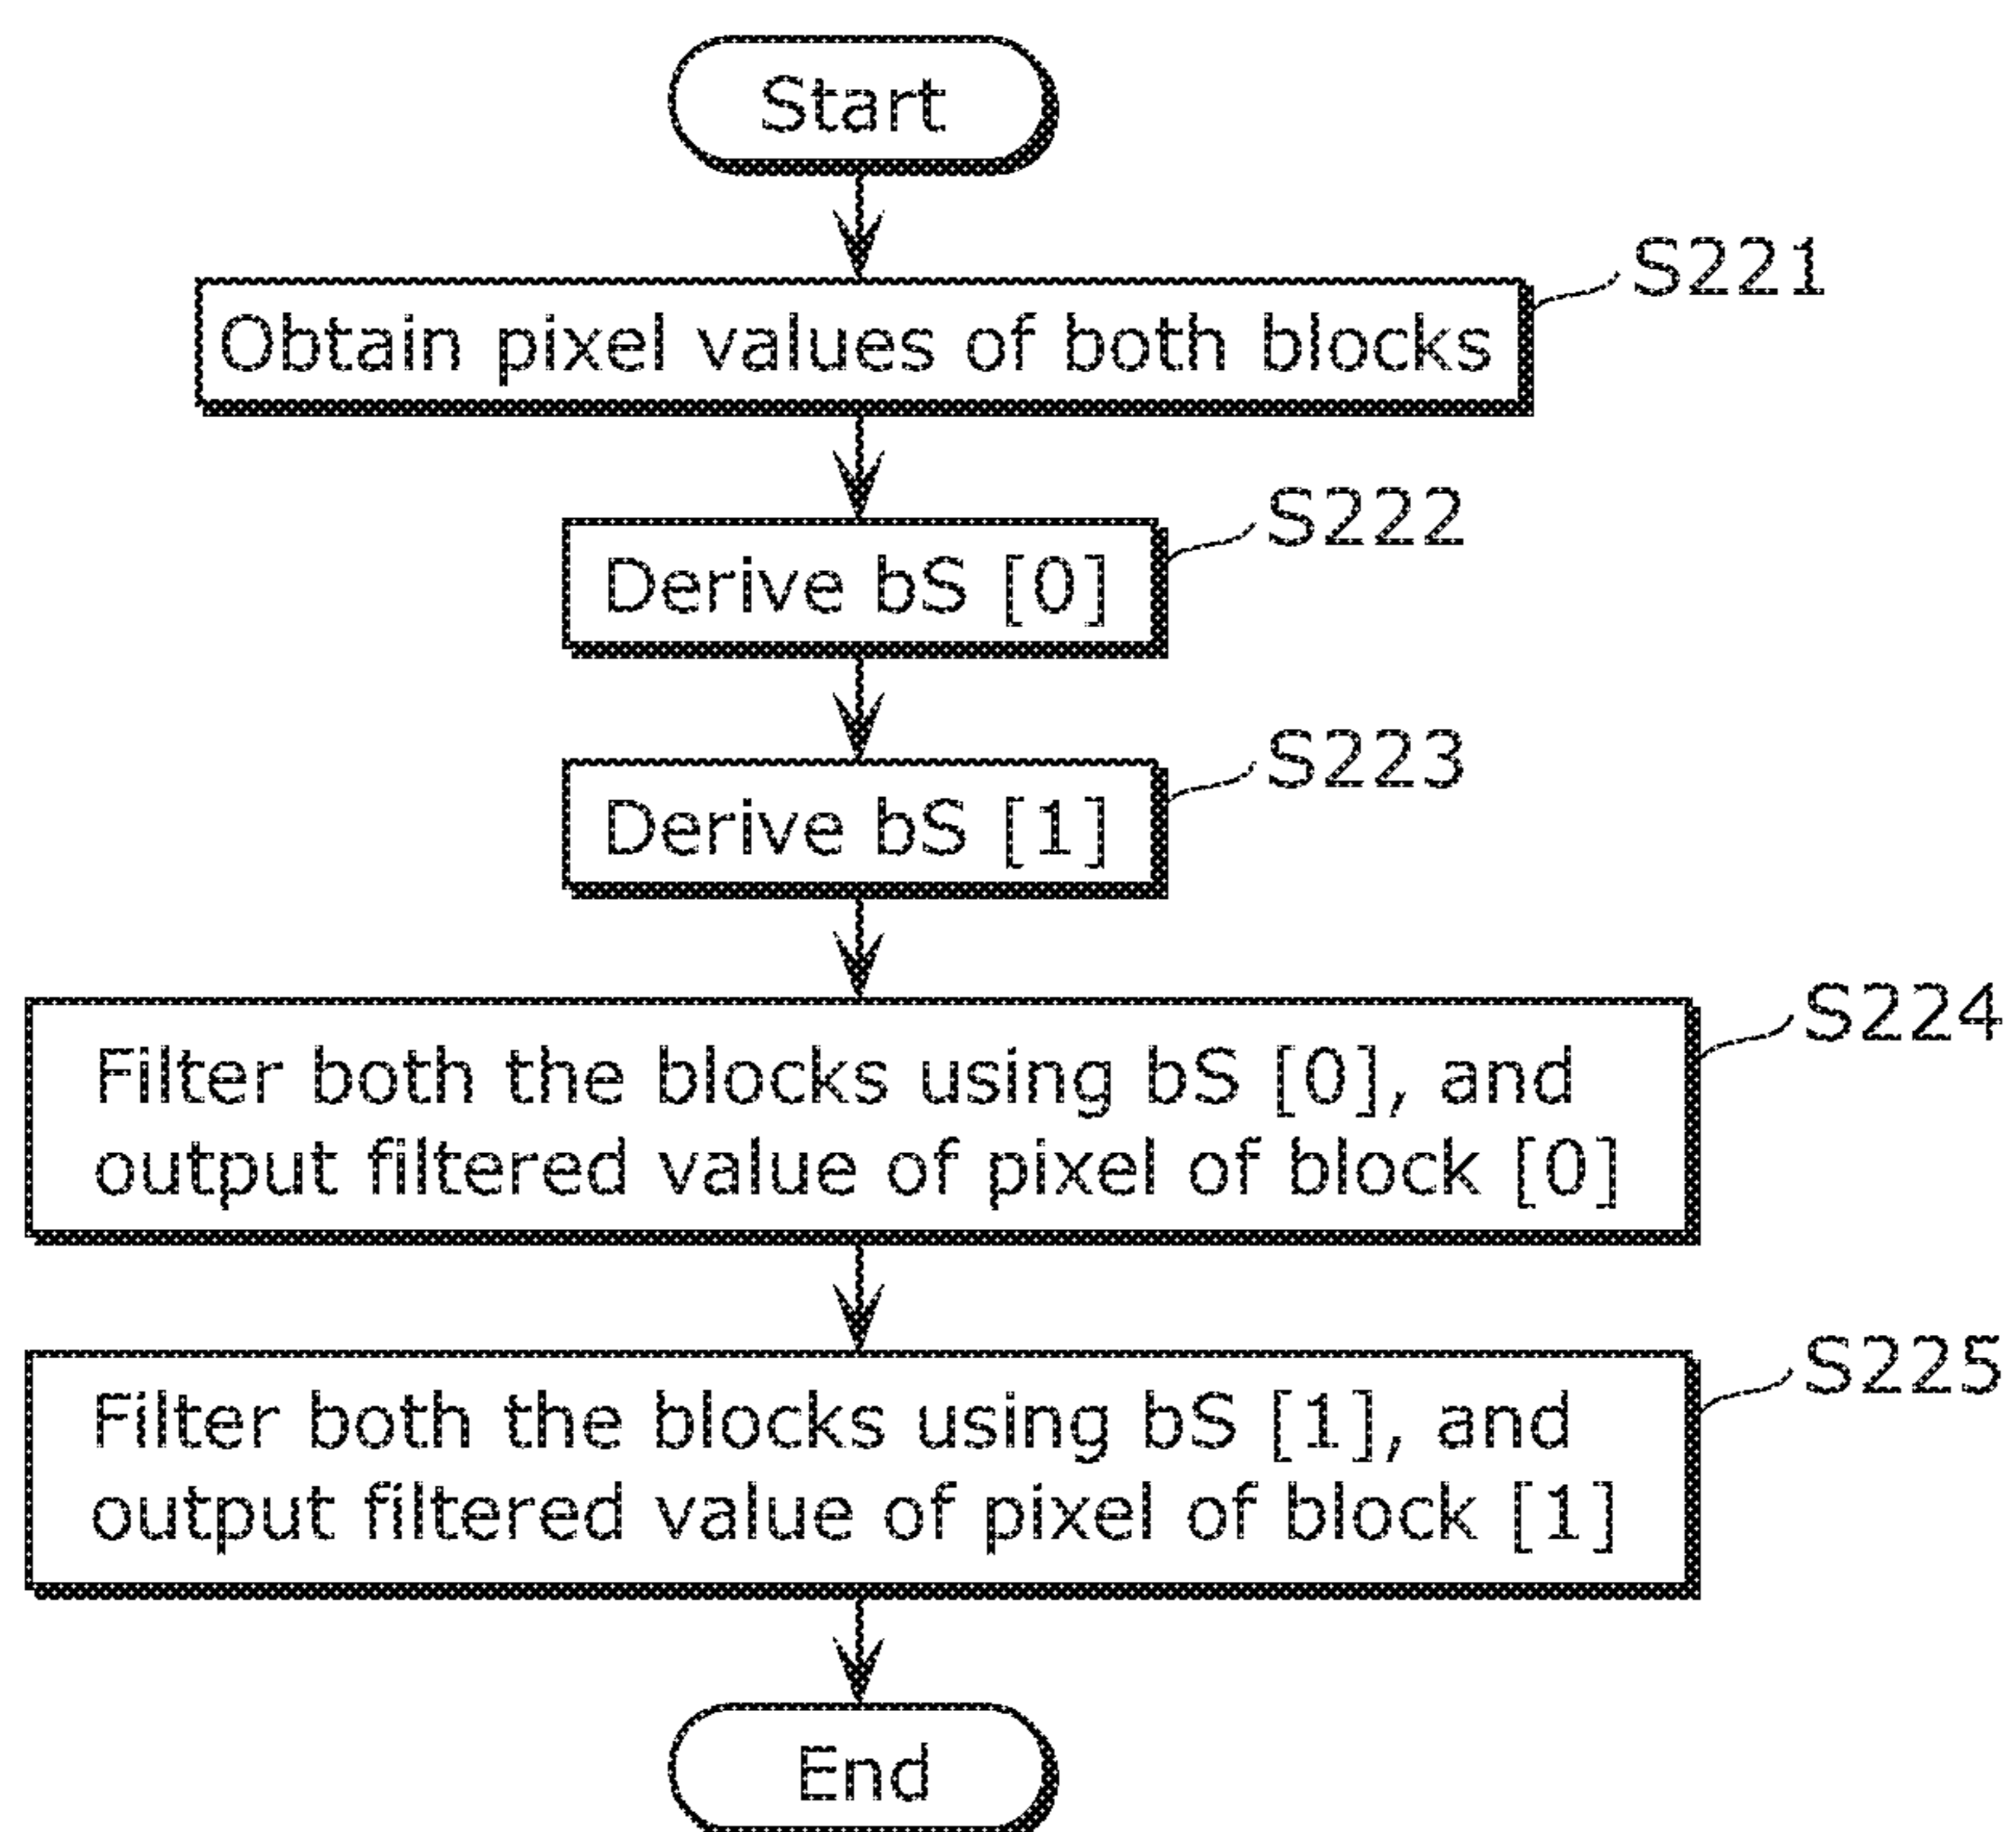 Start
S221
Obtain pixel values of both blocks
S222
Derive bS [0]
S223
Derive bS [1]
S224
Filter both the blocks using bS [0], and
output filtered value of pixel of block [0]
S225
Filter both the blocks using bS [1], and
output filtered value of pixel of block [1]
End